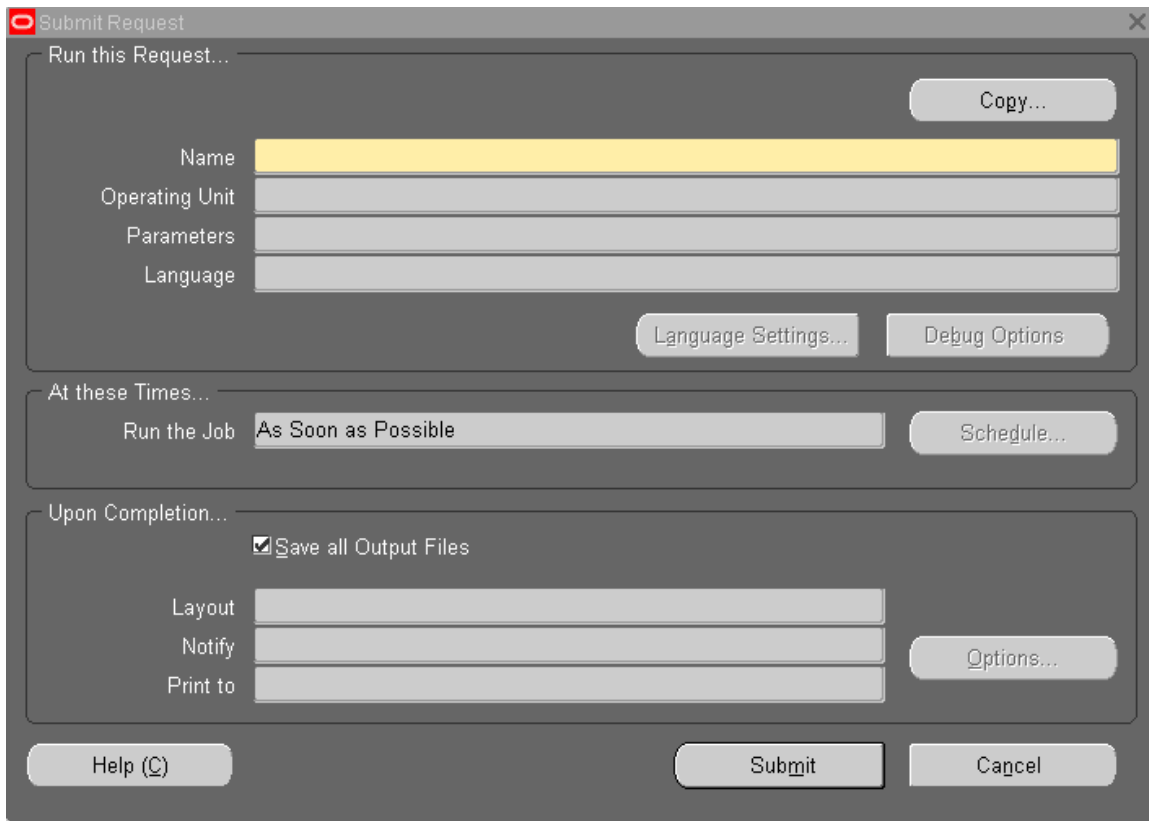 Submit Request
Run this Request...
Copy...
Name
Operating Unit
Parameters
Language
Language Settings...
Debug Options
At these Times...
Run the Job As Soon as Possible
Schedule...
Upon Completion...
Save all Output Files
Layout
Notify
Options...
Print to
Help (C)
Submit
Cancel